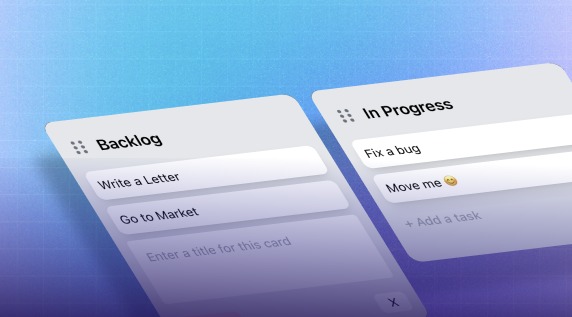 Backlog
Write a Letter
Go to Market
Enter a title for this card
X
In Progress
Fix a bug
Move me 😄
+ Add a task